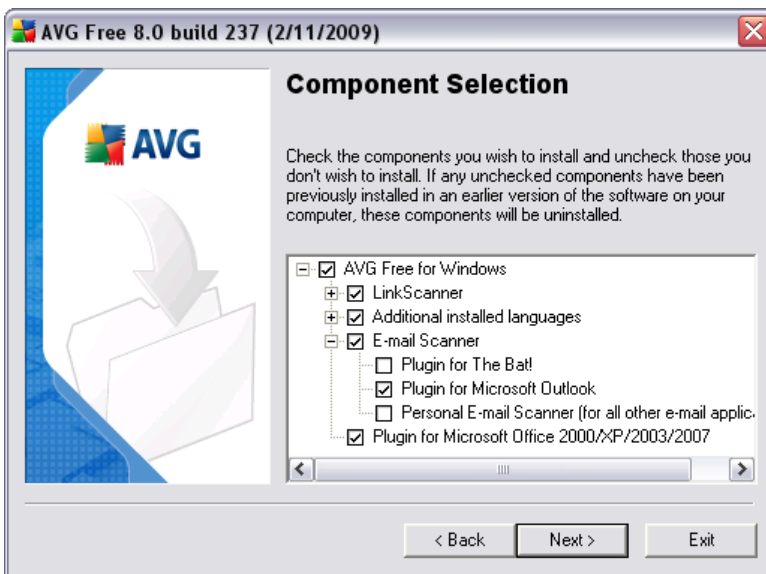 AVG Free 8.0 build 237 (2/11/2009)
AVG
Component Selection
Check the components you wish to install and uncheck those you
don't wish to install. If any unchecked components have been
previously installed in an earlier version of the software on your
computer, these components will be uninstalled.
AVG Free for Windows
LinkScanner
Additional installed languages
E-mail Scanner
Plugin for The Bat!
Plugin for Microsoft Outlook
Personal E-mail Scanner (for all other e-mail applic
Plugin for Microsoft Office 2000/XP/2003/2007
< Back
Next >
Exit